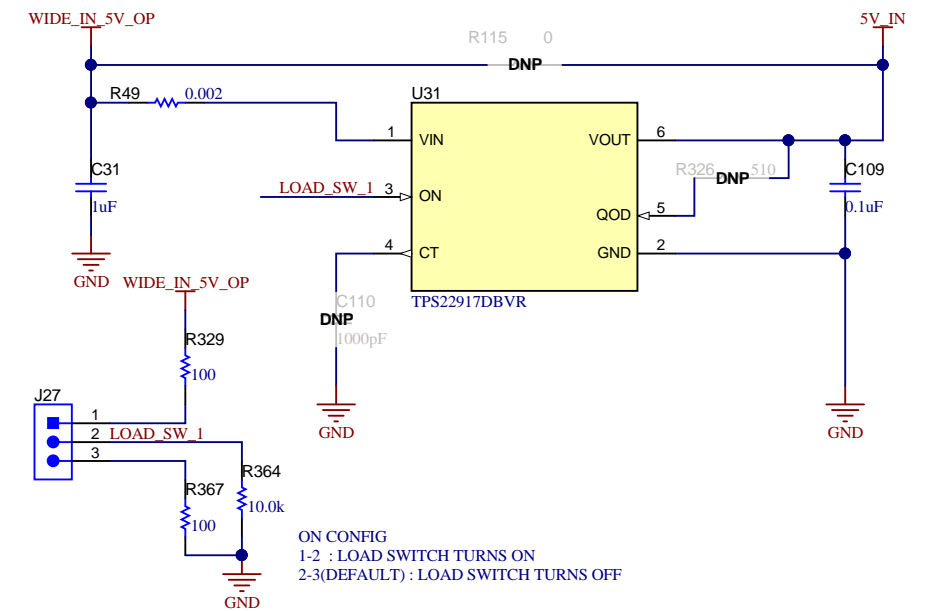 WIDE_IN_5V_OP
5V_IN
R115 0
DNP
R49 0.002
U31
1 VIN
VOUT 6
C31
1uF
R326 510
DNP
C109
0.1uF
LOAD_SW_1 3 ON
QOD 5
4 CT
GND 2
GND
WIDE_IN_5V_OP
C110
DNP
1000pF
TPS22917DBVR
R329
100
J27
1
2 LOAD_SW_1
3
GND
GND
R364
10.0k
R367
100
ON CONFIG
1-2 : LOAD SWITCH TURNS ON
2-3(DEFAULT) : LOAD SWITCH TURNS OFF
GND